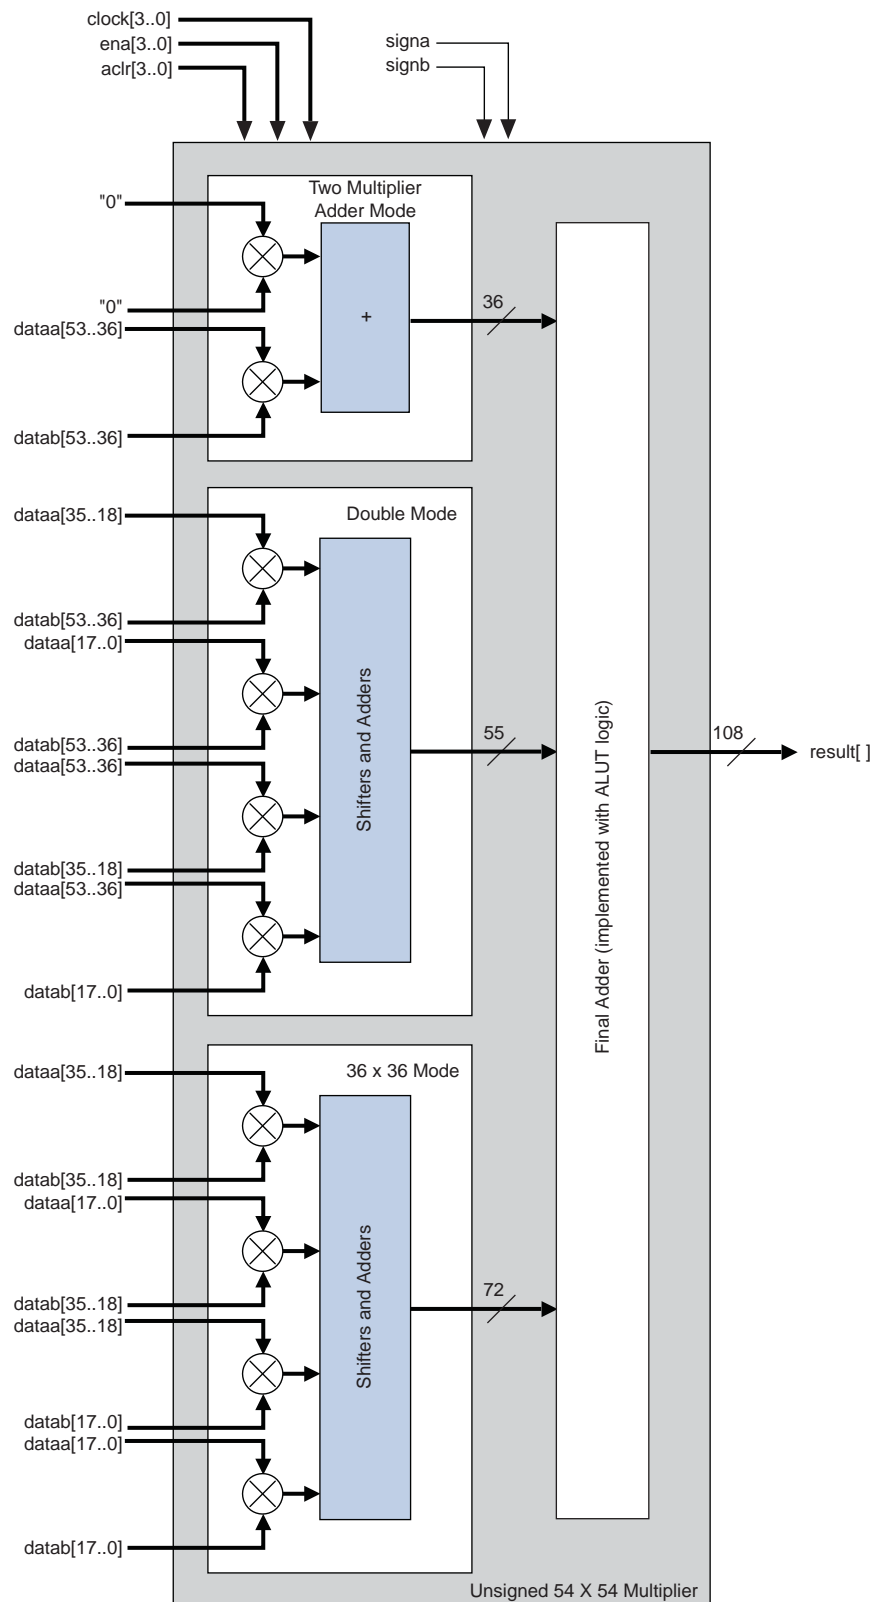 clock[3..0]
ena[3..0]
aclr[3..0]
signa
signb
Two Multiplier
Adder Mode
"0"
"0"
dataa[53..36]
datab[53..36]
+
36
Double Mode
dataa[35..18]
datab[53..36]
dataa[17..0]
datab[53..36]
dataa[53..36]
datab[35..18]
dataa[53..36]
datab[17..0]
Shifters and Adders
55
36 x 36 Mode
dataa[35..18]
datab[35..18]
dataa[17..0]
datab[35..18]
dataa[35..18]
datab[17..0]
dataa[17..0]
datab[17..0]
Shifters and Adders
72
Final Adder (implemented with ALUT logic)
108
result[ ]
Unsigned 54 X 54 Multiplier